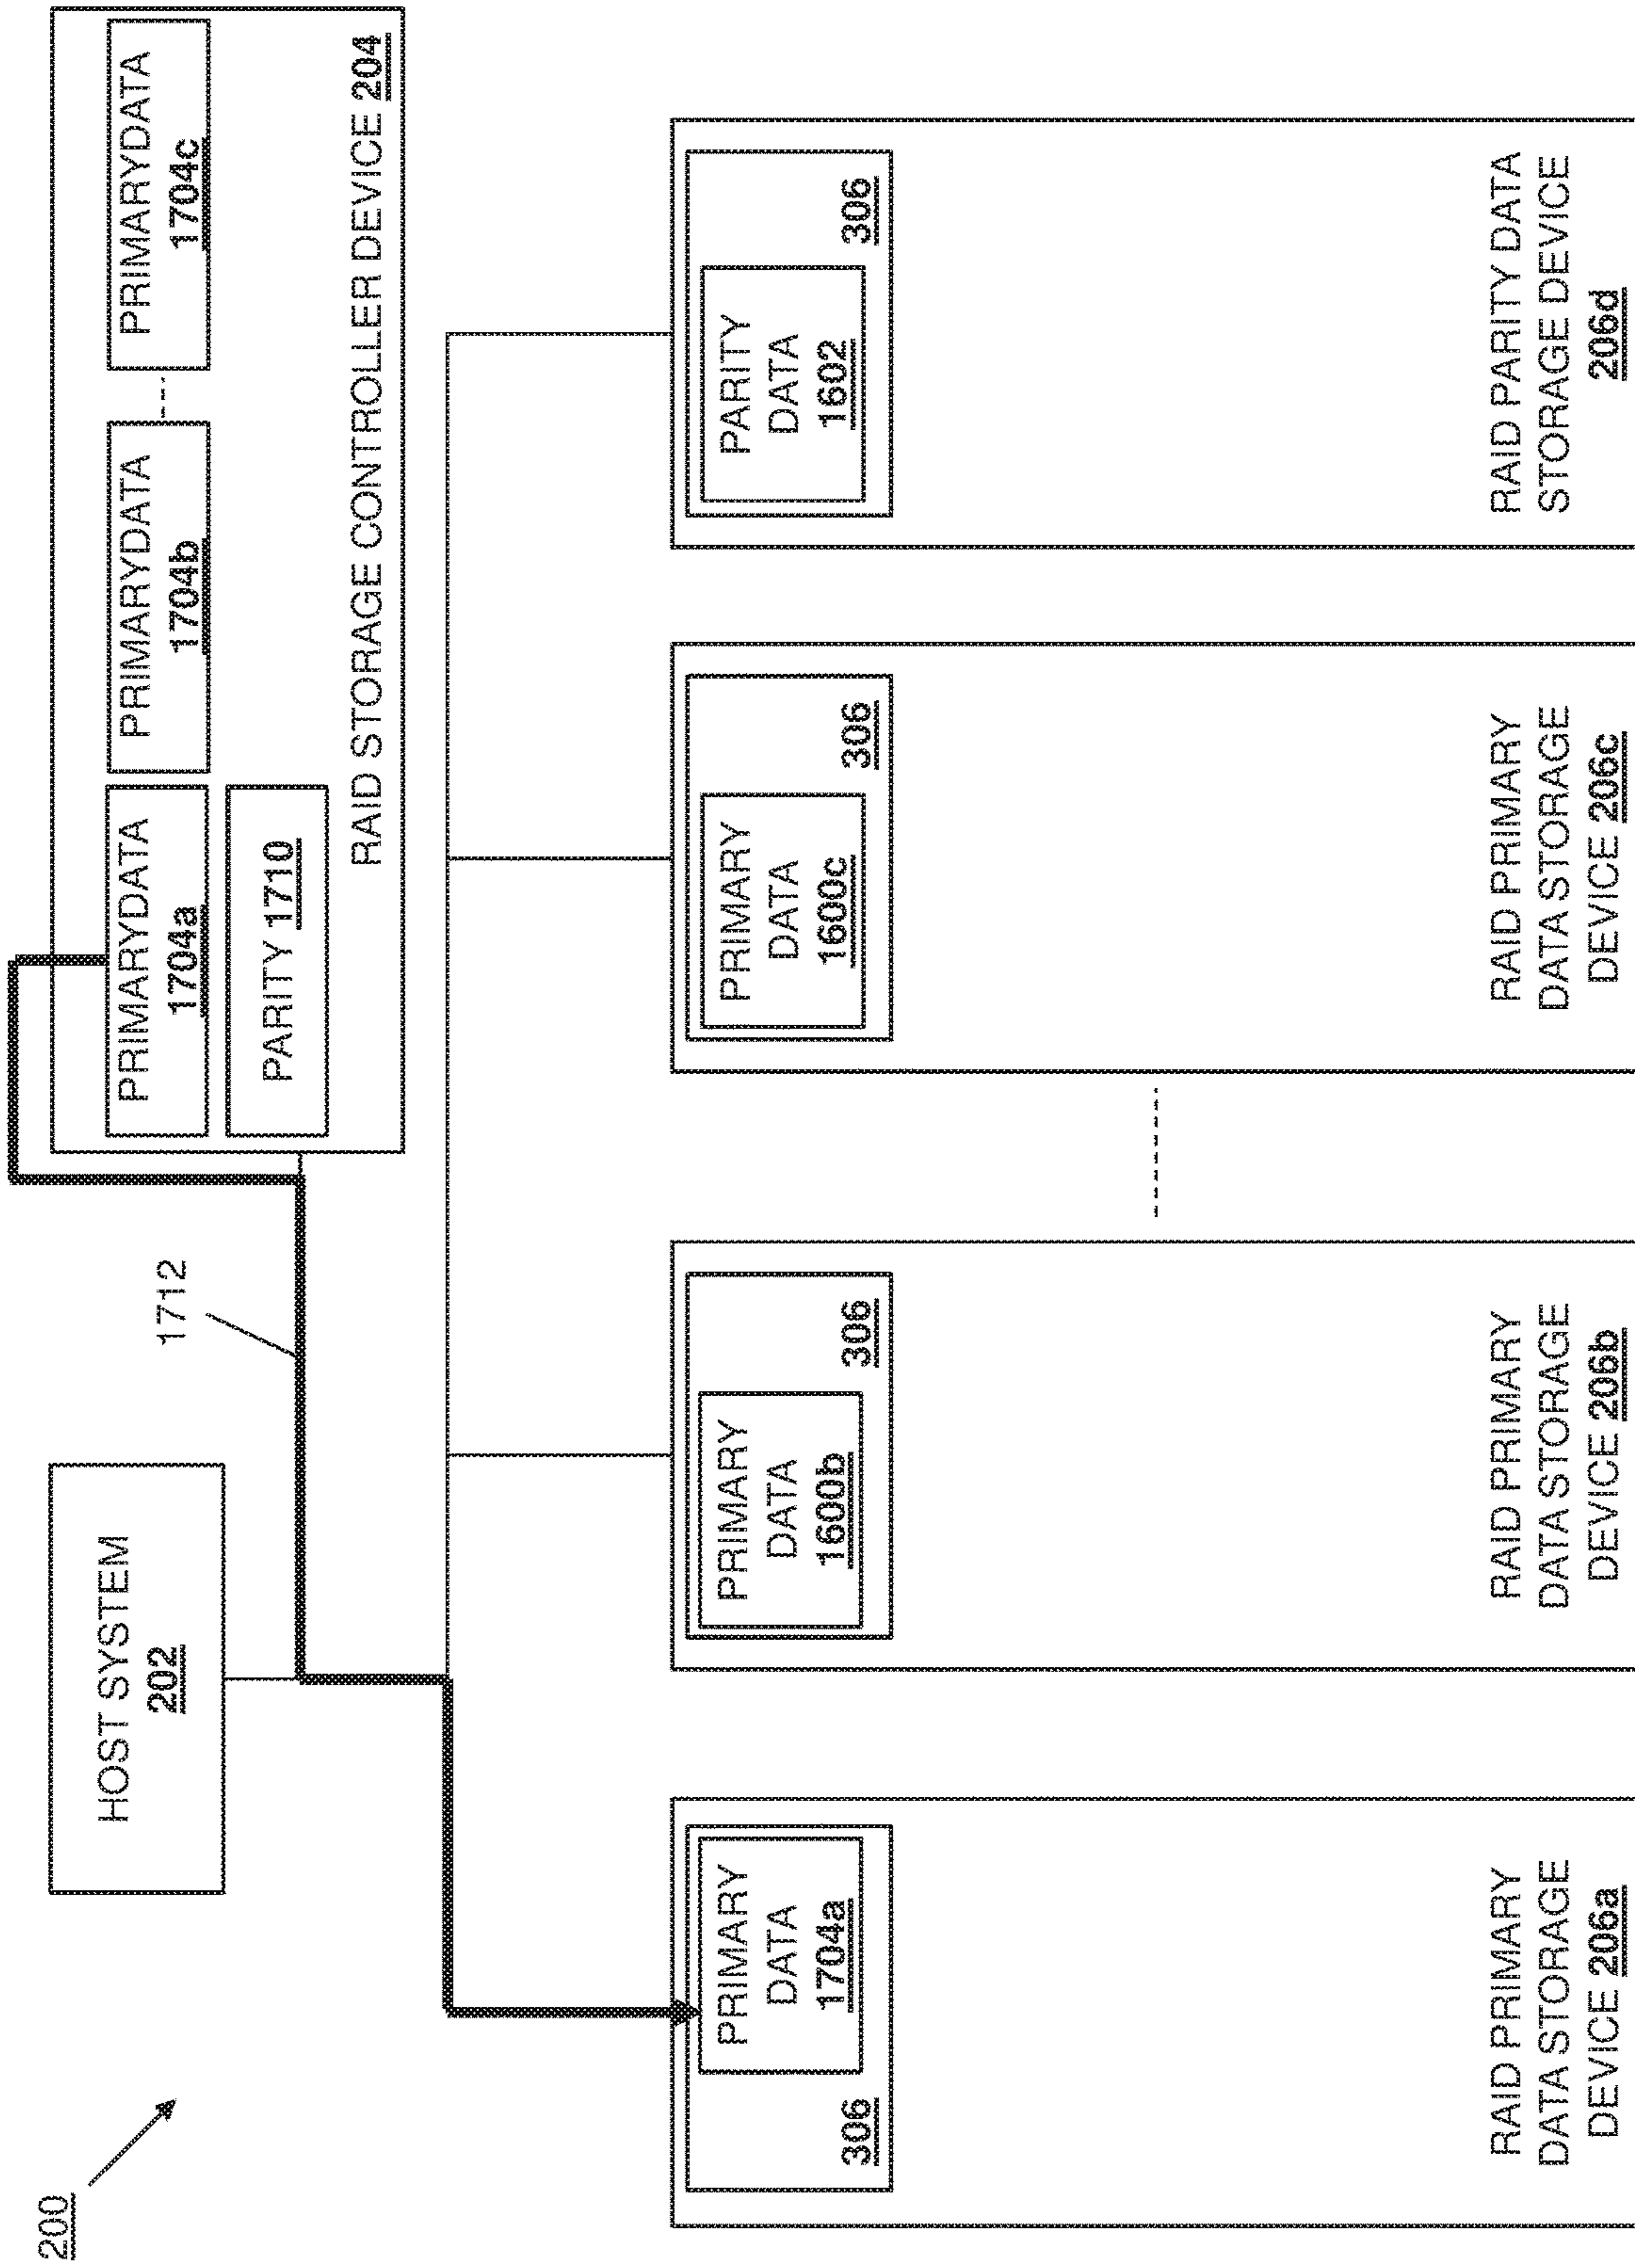 200
HOST SYSTEM
202
1712
PRIMARYDATA
1704a
PRIMARYDATA
1704b
PRIMARYDATA
1704c
PARITY 1710
RAID STORAGE CONTROLLER DEVICE 204
PRIMARY
DATA
1704a
306
RAID PRIMARY
DATA STORAGE
DEVICE 206a
PRIMARY
DATA
1600b
306
RAID PRIMARY
DATA STORAGE
DEVICE 206b
PRIMARY
DATA
1600c
306
RAID PRIMARY
DATA STORAGE
DEVICE 206c
PARITY
DATA
1602
306
RAID PARITY DATA
STORAGE DEVICE
206d